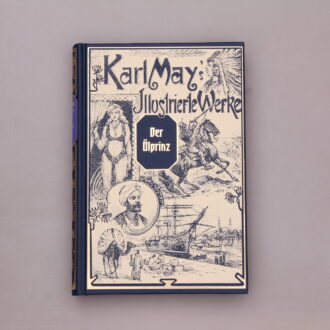 Karl May's
Illustrierte Werke
Der
Ölprinz